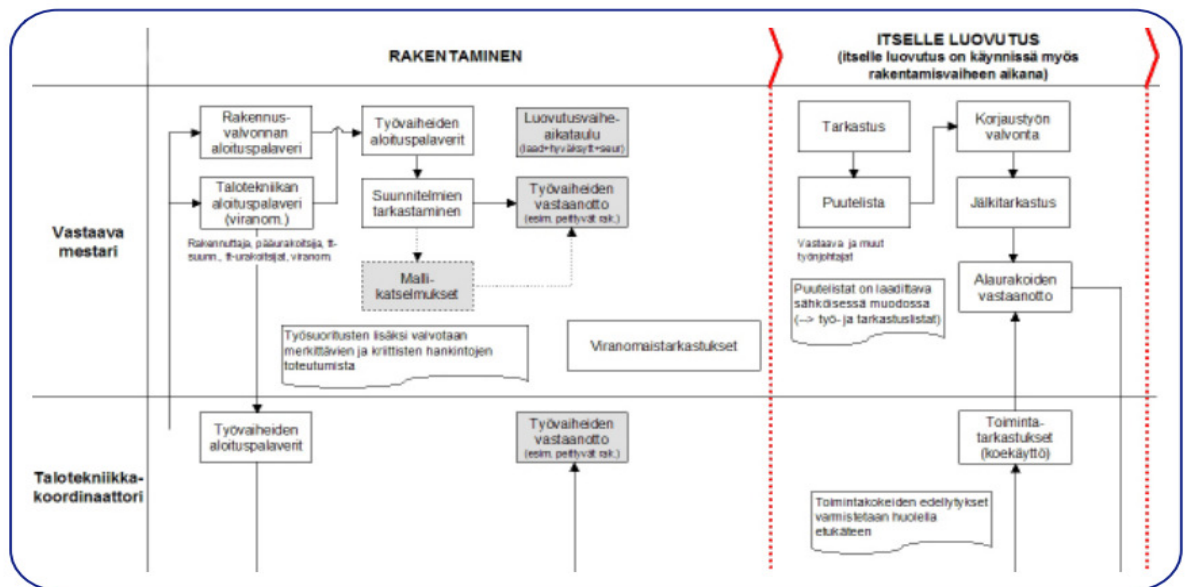 RAKENTAMINEN
ITSELLE LUOVUTUS
(itselle luovutus on käynnissä myös
rakentamisvaiheen aikana)
Vastaava
mestari
Rakennus-
valvonnan
aloituspalaveri
Työvaiheiden
aloituspalaverit
Luovutusvaihe-
aikataulu
(laad+hyväksytt+seur)
Talotekniikan
aloituspalaveri
(viranom.)
Suunnitelmien
tarkastaminen
Työvaiheiden
vastaanotto
(esim. peittyvät rak.)
Rakennuttaja, pääurakoitsija, tt-
suunn., tt-urakoitsijat, viranom.
Malli-
katselmukset
Työsuoritusten lisäksi valvotaan
merkittävien ja kriittisten hankintojen
toteutumista
Viranomaistarkastukset
Tarkastus
Korjaustyön
valvonta
Puutelista
Jälkitarkastus
Vastaava ja muut
työnjohtajat
Puutelistat on laadittava
sähköisessä muodossa
(--> työ- ja tarkastuslistat)
Alaurakoiden
vastaanotto
Talotekniikka-
koordinaattori
Työvaiheiden
aloituspalaverit
Työvaiheiden
vastaanotto
(esim. peittyvät rak.)
Toiminta-
tarkastukset
(koekäyttö)
Toimintakokeiden edellytykset
varmistetaan huolella
etukäteen